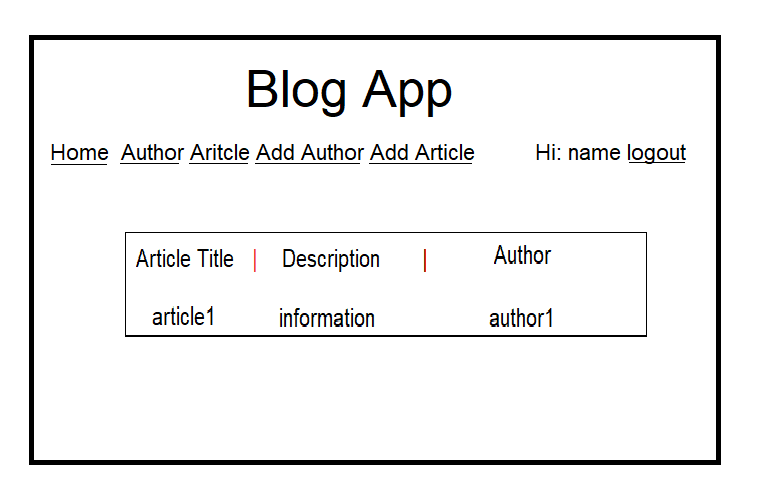 Blog App
Home Author Aritcle Add Author Add Article Hi: name logout
Article Title | Description | Author
article1 information author1